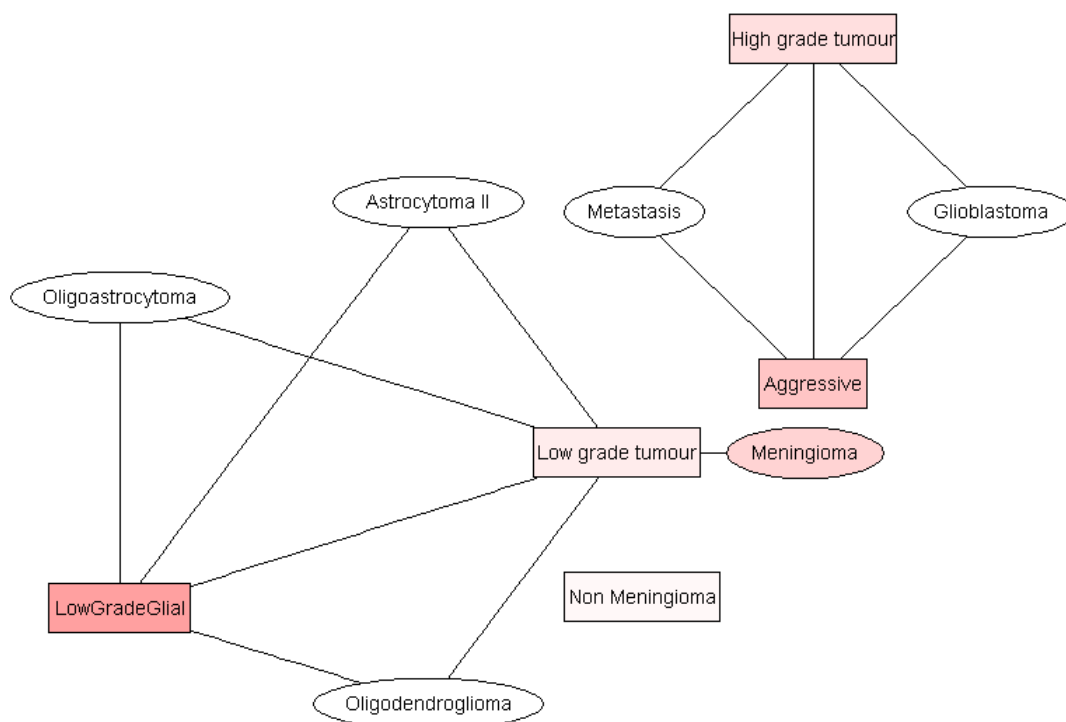 High grade tumour
Astrocytoma II
Metastasis
Glioblastoma
Oligoastrocytoma
Aggressive
Low grade tumour
Meningioma
Non Meningioma
LowGradeGlial
Oligodendroglioma